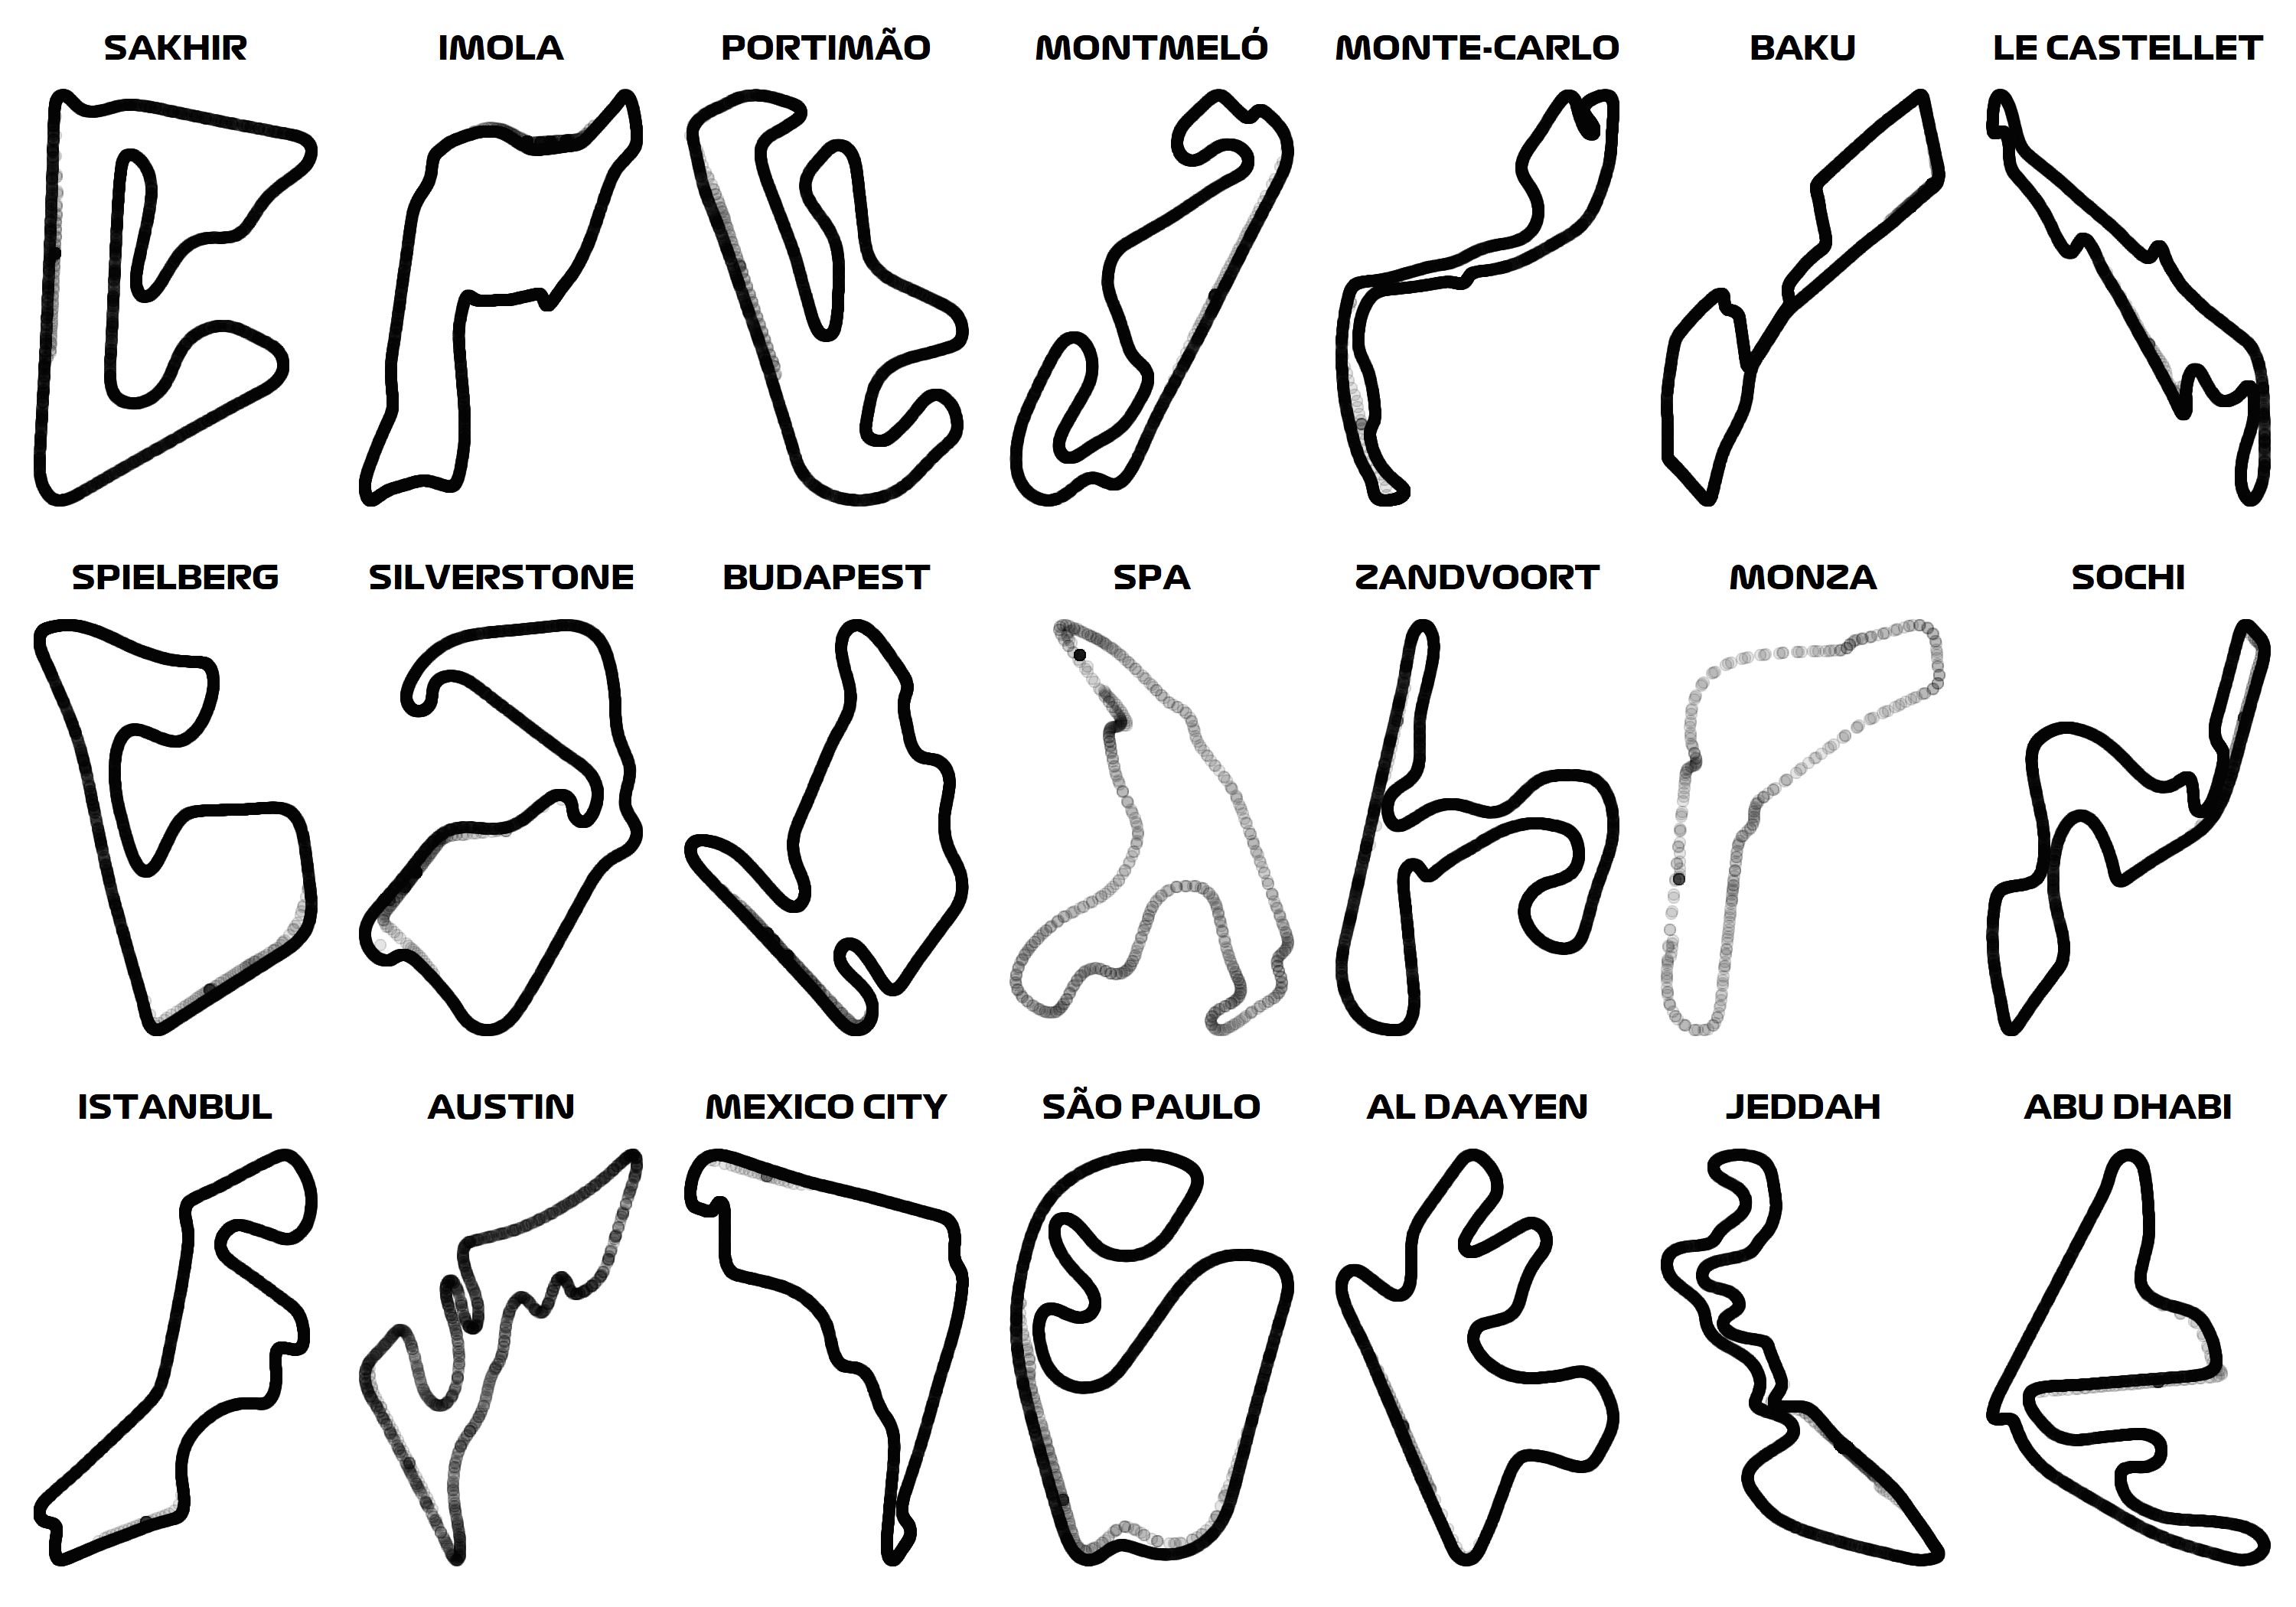 SAKHIR IMOLA PORTIMÃO MONTMELÓ MONTE-CARLO BAKU LE CASTELLET
SPIELBERG SILVERSTONE BUDAPEST SPA ZANDVOORT MONZA SOCHI
ISTANBUL AUSTIN MEXICO CITY SÃO PAULO AL DAAYEN JEDDAH ABU DHABI